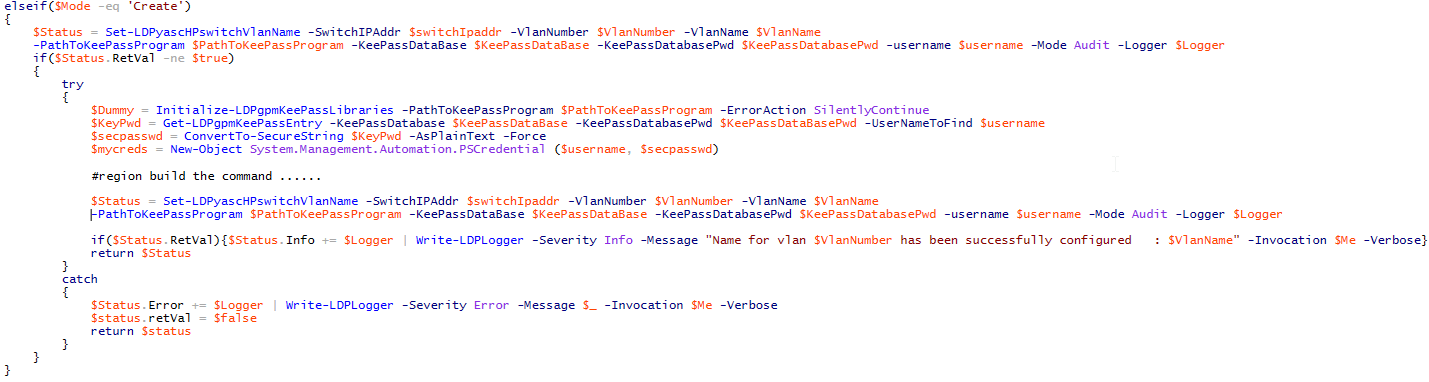 elseif($Mode -eq 'Create')
{
$Status = Set-LDPyascHPswitchVlanName -SwitchIPAddr $switchIpaddr -VlanNumber $VlanNumber -VlanName $VlanName
-PathToKeePassProgram $PathToKeePassProgram -KeePassDataBase $KeePassDataBase -KeePassDatabasePwd $KeePassDatabasePwd -username $username -Mode Audit -Logger $Logger
if($Status.RetVal -ne $true)
{
try
{
$Dummy = Initialize-LDPgpmKeePassLibraries -PathToKeePassProgram $PathToKeePassProgram -ErrorAction SilentlyContinue
$KeyPwd = Get-LDPgpmKeePassEntry -KeePassDatabase $KeePassDataBase -KeePassDatabasePwd $KeePassDataBasePwd -UserNameToFind $username
$secpasswd = ConvertTo-SecureString $KeyPwd -AsPlainText -Force
$mycreds = New-Object System.Management.Automation.PSCredential ($username, $secpasswd)
#region build the command ......
$Status = Set-LDPyascHPswitchVlanName -SwitchIPAddr $switchIpaddr -VlanNumber $VlanNumber -VlanName $VlanName
-PathToKeePassProgram $PathToKeePassProgram -KeePassDataBase $KeePassDataBase -KeePassDatabasePwd $KeePassDatabasePwd -username $username -Mode Audit -Logger $Logger
if($Status.RetVal){$Status.Info += $Logger | Write-LDPLogger -Severity Info -Message "Name for vlan $VlanNumber has been successfully configured   : $VlanName" -Invocation $Me -Verbose}
return $Status
}
catch
{
$Status.Error += $Logger | Write-LDPLogger -Severity Error -Message $_ -Invocation $Me -Verbose
$status.retVal = $false
return $status
}
}
}